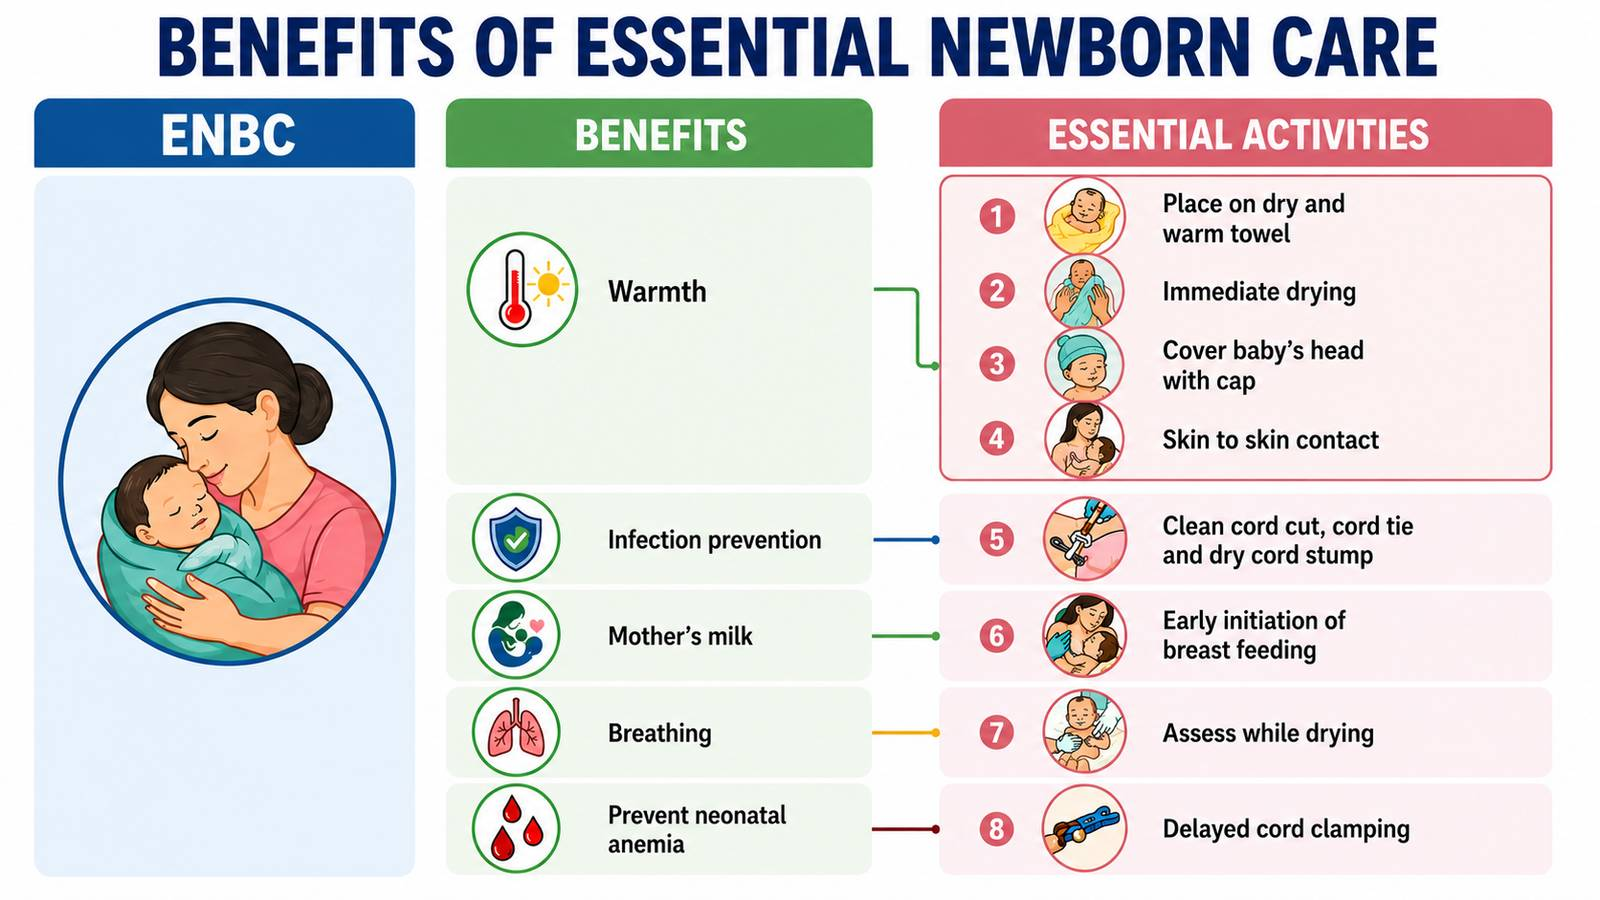 BENEFITS OF ESSENTIAL NEWBORN CARE
ENBC
BENEFITS
ESSENTIAL ACTIVITIES
Warmth
1
Place on dry and
warm towel
2
Immediate drying
3
Cover baby’s head
with cap
4
Skin to skin contact
Infection prevention
5
Clean cord cut, cord tie
and dry cord stump
Mother’s milk
6
Early initiation of
breast feeding
Breathing
7
Assess while drying
Prevent neonatal
anemia
8
Delayed cord clamping